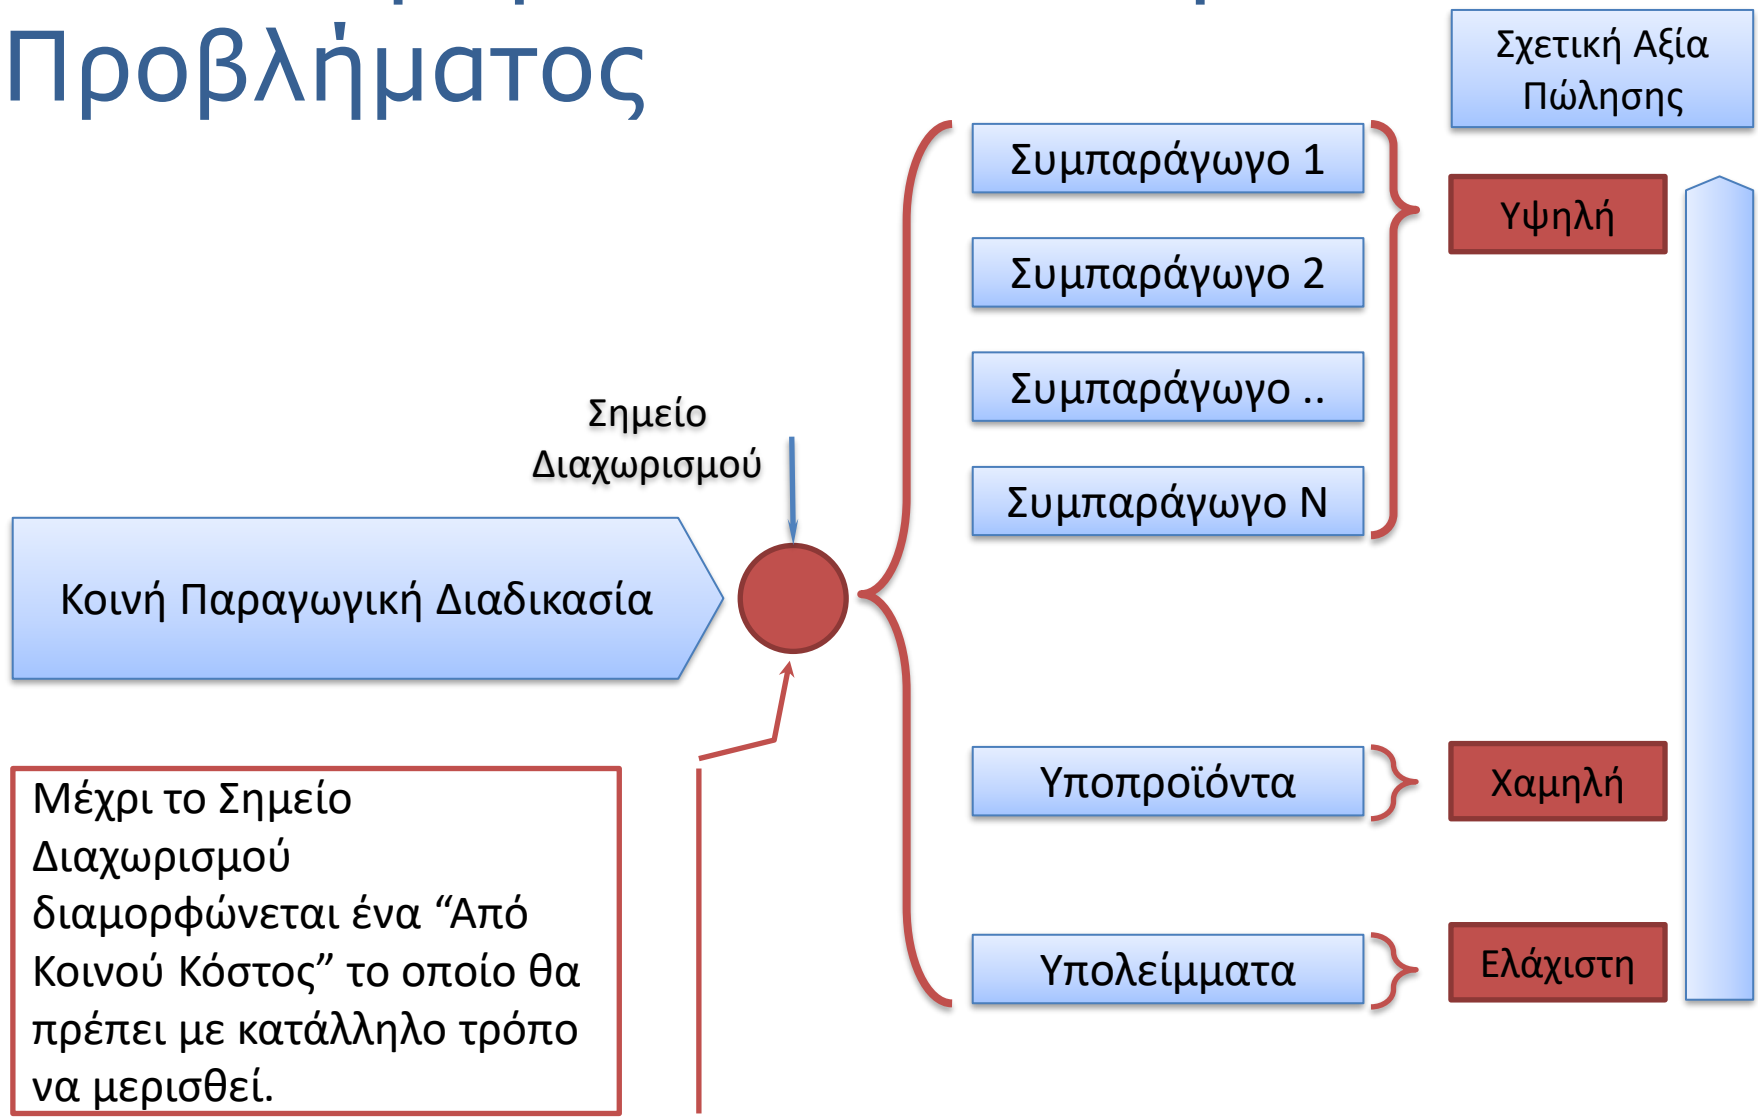 Προβλήματος
Σχετική Αξία
Πώλησης
Συμπαράγωγο 1
Υψηλή
Συμπαράγωγο 2
Συμπαράγωγο ..
Σημείο
Διαχωρισμού
Συμπαράγωγο Ν
Κοινή Παραγωγική Διαδικασία
Υποπροϊόντα
Χαμηλή
Μέχρι το Σημείο
Διαχωρισμού
διαμορφώνεται ένα “Από
Κοινού Κόστος” το οποίο θα
πρέπει με κατάλληλο τρόπο
να μερισθεί.
Υπολείμματα
Ελάχιστη